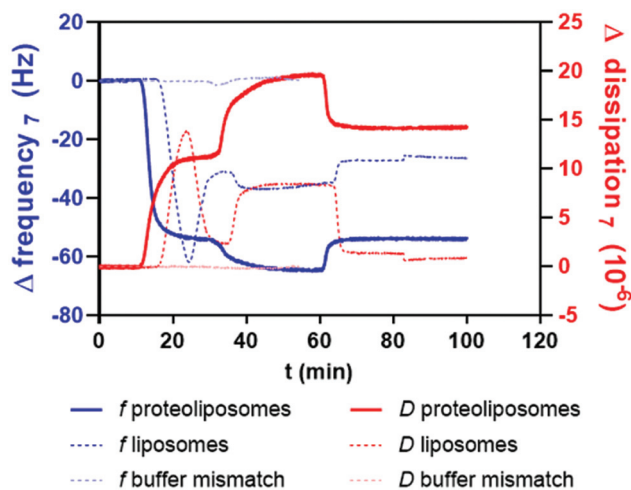 Δ frequency 7 (Hz)
20
0
-20
-40
-60
-80
25
20
15
10
5
0
-5
Δ dissipation 7 (10-6)
0 20 40 60 80 100 120
t (min)
f proteoliposomes D proteoliposomes
f liposomes D liposomes
f buffer mismatch D buffer mismatch